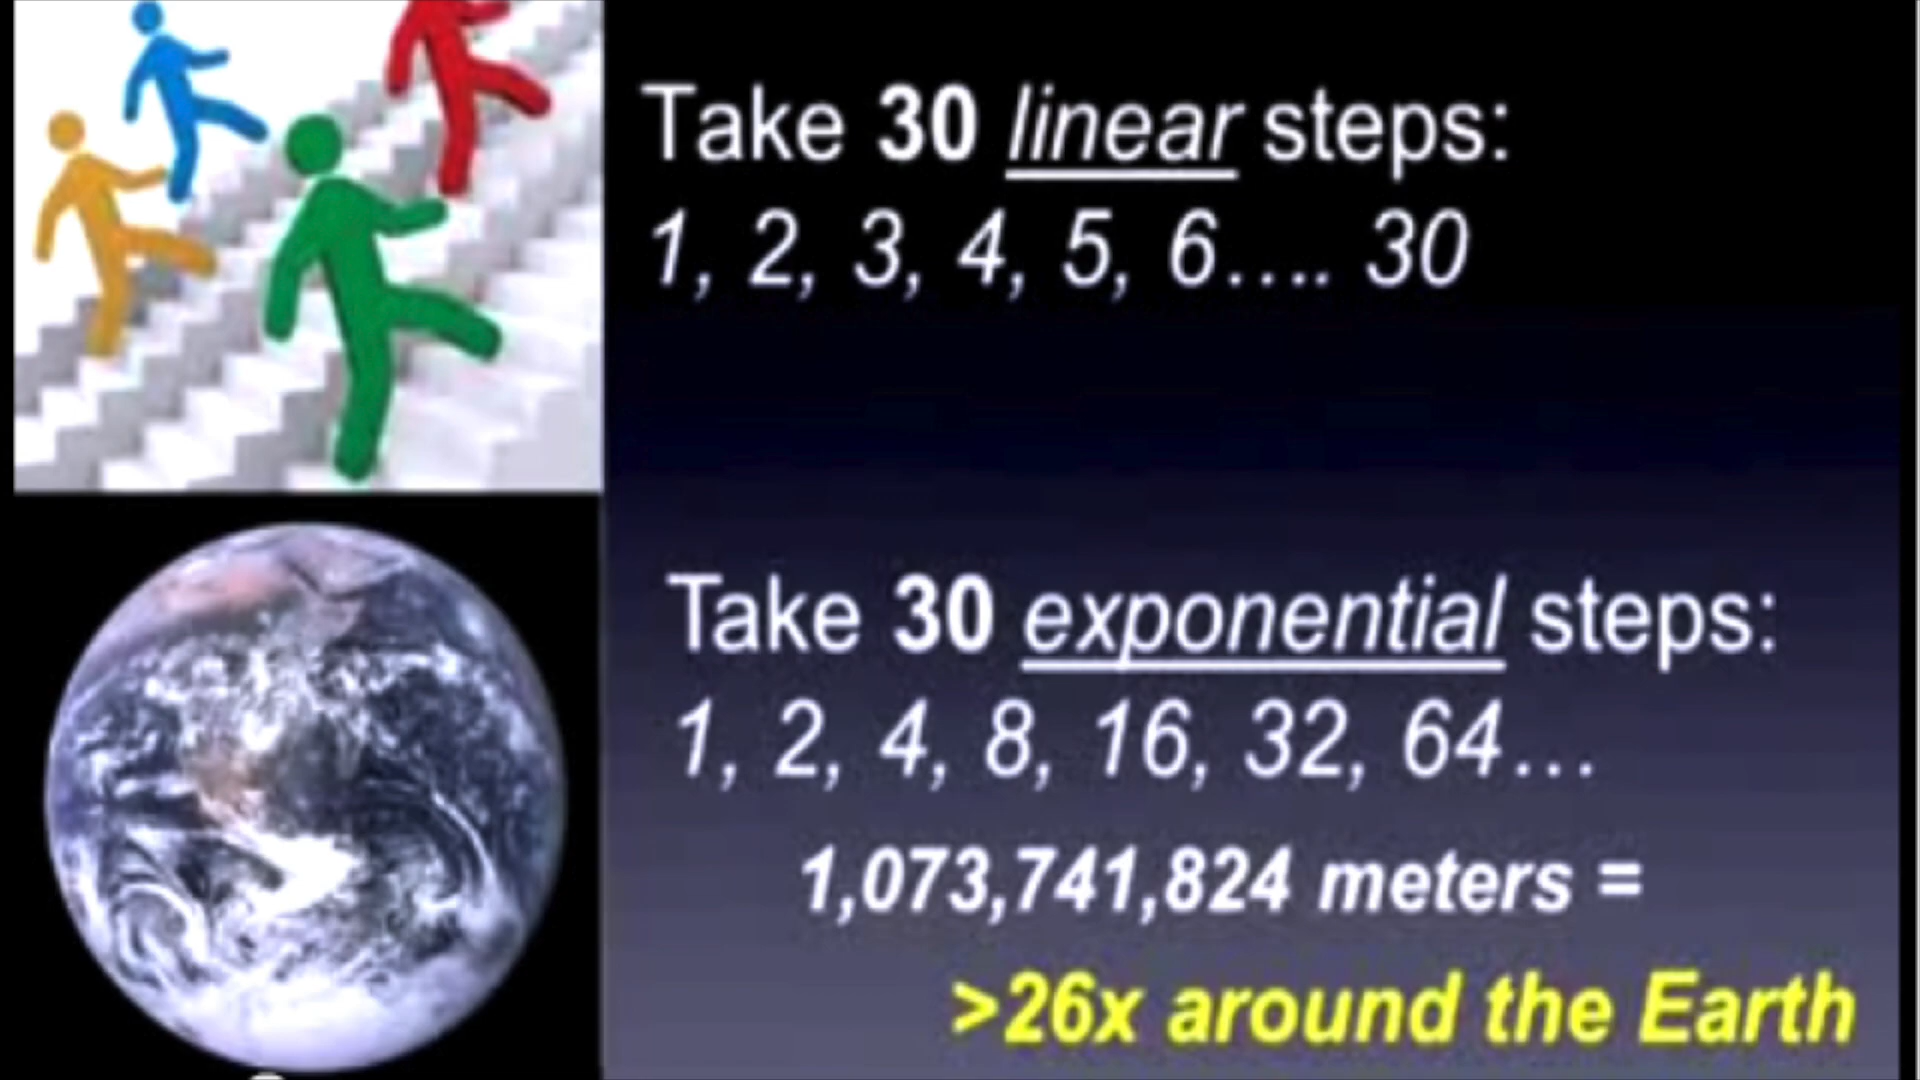 Take 30 linear steps:
1, 2, 3, 4, 5, 6.... 30
Take 30 exponential steps:
1, 2, 4, 8, 16, 32, 64...
1,073,741,824 meters =
>26x around the Earth